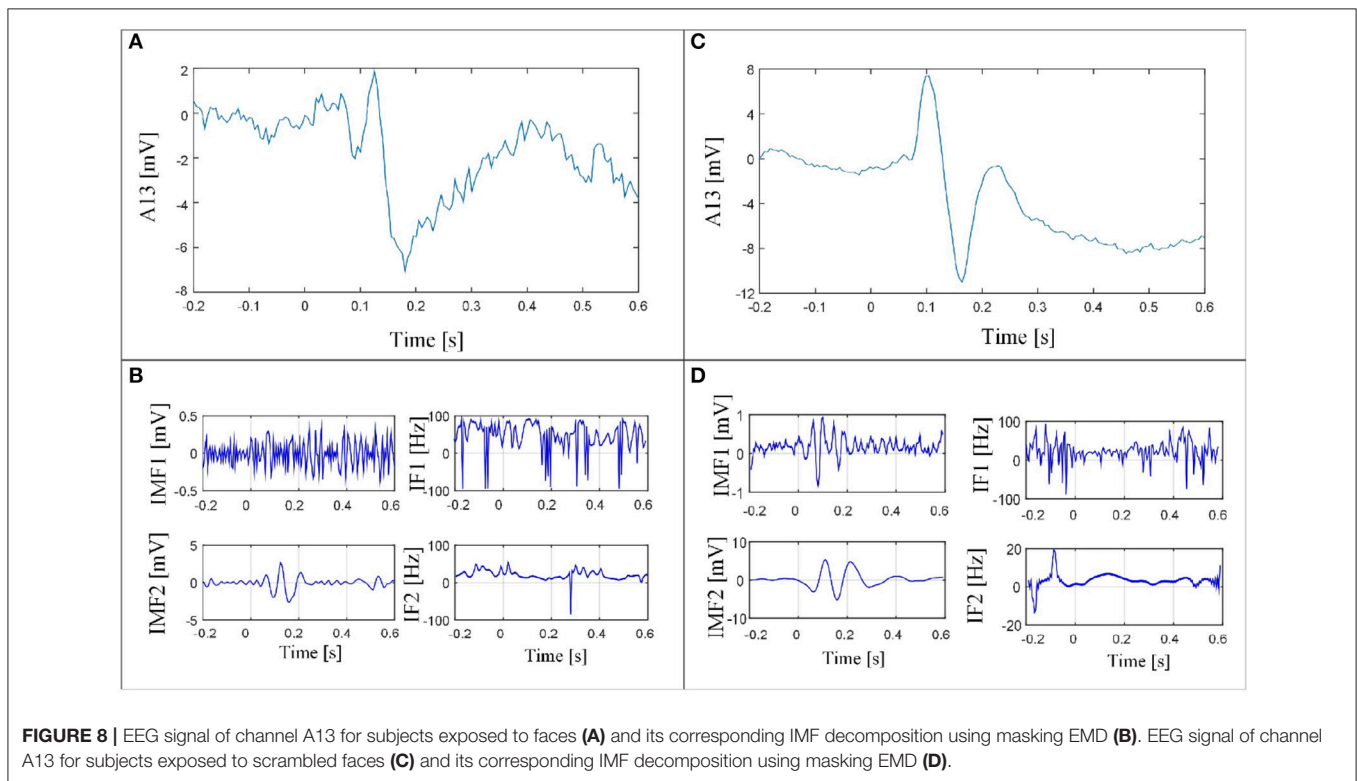 A
2
0
-2
-4
-6
-8
A13 [mV]
-0.2 -0.1 0 0.1 0.2 0.3 0.4 0.5 0.6
Time [s]
C
8
4
0
-4
-8
-12
A13 [mV]
-0.2 -0.1 0 0.1 0.2 0.3 0.4 0.5 0.6
Time [s]
B
IMF1 [mV]
0.5
0
-0.5
-0.2 0 0.2 0.4 0.6
IF1 [Hz]
100
0
100
-0.2 0 0.2 0.4 0.6
IMF2 [mV]
5
0
-5
-0.2 0 0.2 0.4 0.6
Time [s]
IF2 [Hz]
100
0
-100
-0.2 0 0.2 0.4 0.6
Time [s]
D
IMF1 [mV]
1
0
-1
-0.2 0 0.2 0.4 0.6
IF1 [Hz]
100
0
-100
-0.2 0 0.2 0.4 0.6
IMF2 [mV]
10
0
-10
-0.2 0 0.2 0.4 0.6
Time [s]
IF2 [Hz]
20
0
-20
-0.2 0 0.2 0.4 0.6
Time [s]
FIGURE 8 | EEG signal of channel A13 for subjects exposed to faces (A) and its corresponding IMF decomposition using masking EMD (B). EEG signal of channel
A13 for subjects exposed to scrambled faces (C) and its corresponding IMF decomposition using masking EMD (D).